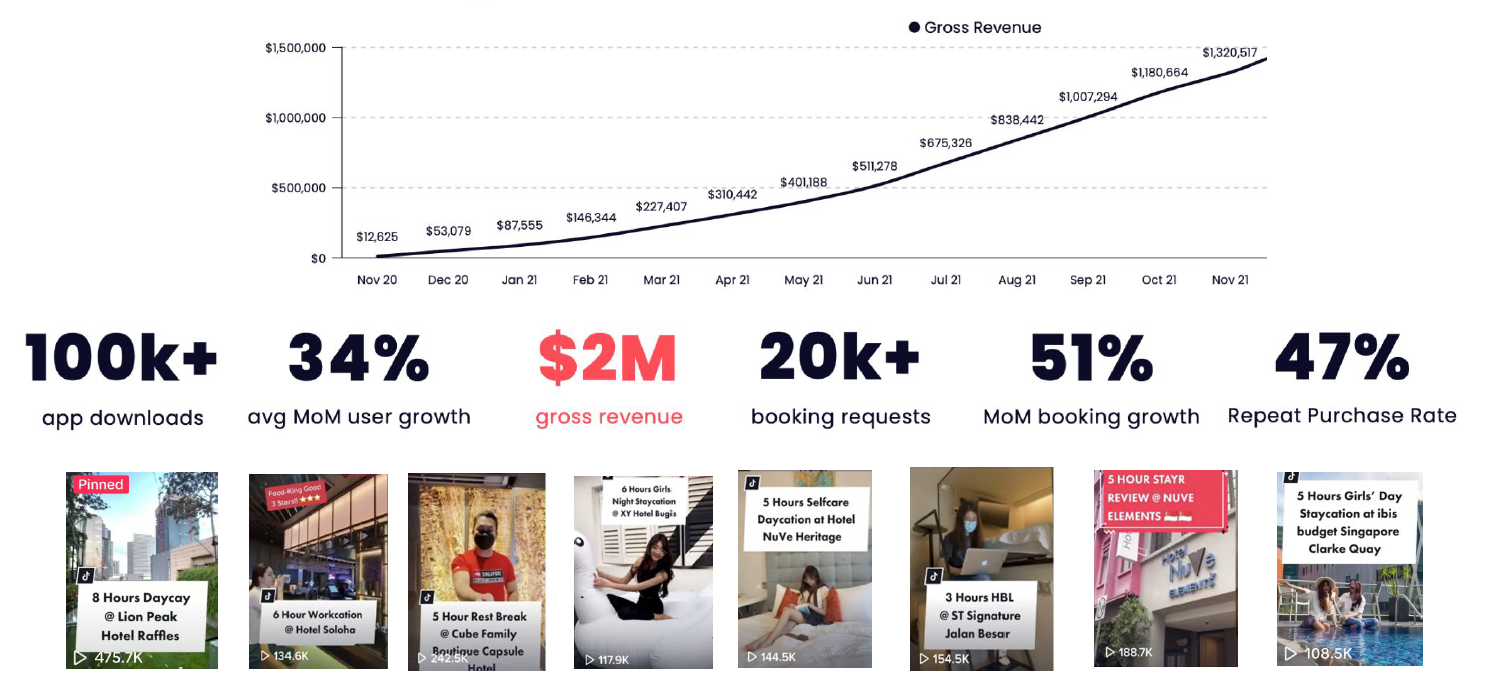 Gross Revenue
$1,500,000
$1,000,000
$500,000
$0
$12,625
$53,079
$87,555
$146,344
$227,407
$310,442
$401,188
$511,278
$675,326
$838,442
$1,007,294
$1,180,664
$1,320,517
Nov 20 Dec 20 Jan 21 Feb 21 Mar 21 Apr 21 May 21 Jun 21 Jul 21 Aug 21 Sep 21 Oct 21 Nov 21
100k+
app downloads
34%
avg MoM user growth
$2M
gross revenue
20k+
booking requests
51%
MoM booking growth
47%
Repeat Purchase Rate
Pinned
8 Hours Daycay
@ Lion Peak
Hotel Raffles
475.7K
Food-King Good
3 Stars!!
6 Hour Workcation
@ Hotel Soloha
134.6K
5 Hour Rest Break
@ Cube Family
Boutique Capsule
Hotel
242.5K
6 Hours Girls
Night Staycation
@ XY Hotel Bugis
117.9K
5 Hours Selfcare
Daycation at Hotel
NuVe Heritage
144.5K
3 Hours HBL
@ ST Signature
Jalan Besar
154.5K
5 HOUR STAYR
REVIEW @ NUVE
ELEMENTS
Hotel
NuVe
ELEMENTS
188.7K
5 Hours Girls' Day
Staycation at ibis
budget Singapore
Clarke Quay
108.5K